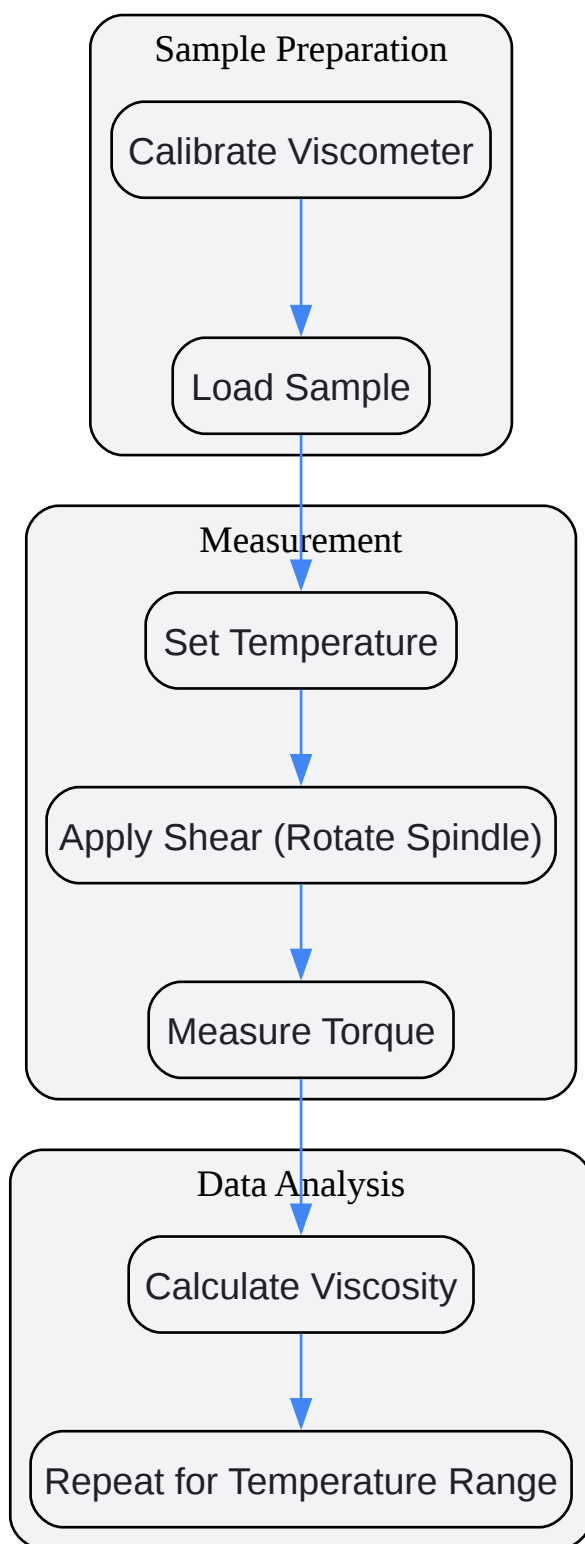 Sample Preparation
Calibrate Viscometer
Load Sample
Measurement
Set Temperature
Apply Shear (Rotate Spindle)
Measure Torque
Data Analysis
Calculate Viscosity
Repeat for Temperature Range